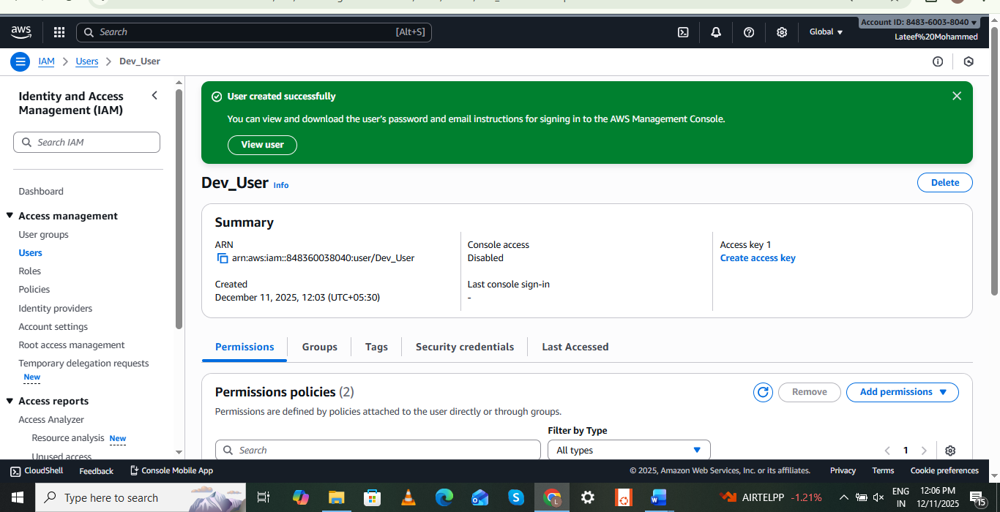 aws
Search
[Alt+S]
Global
Account ID: 8483-6003-8040
Lateef%20Mohammed
IAM
Users
Dev_User
Identity and Access
Management (IAM)
Search IAM
Dashboard
Access management
User groups
Users
Roles
Policies
Identity providers
Account settings
Root access management
Temporary delegation requests
New
Access reports
Access Analyzer
Resource analysis New
Unused access
User created successfully
You can view and download the user's password and email instructions for signing in to the AWS Management Console.
View user
Dev_User Info
Delete
Summary
ARN
arn:aws:iam::848360038040:user/Dev_User
Created
December 11, 2025, 12:03 (UTC+05:30)
Console access
Disabled
Last console sign-in
-
Access key 1
Create access key
Permissions
Groups
Tags
Security credentials
Last Accessed
Permissions policies (2)
Remove
Add permissions
Permissions are defined by policies attached to the user directly or through groups.
Filter by Type
Search
All types
1
CloudShell
Feedback
Console Mobile App
© 2025, Amazon Web Services, Inc. or its affiliates.
Privacy
Terms
Cookie preferences
Type here to search
AIRTELPP -1.21%
ENG
IN
12:06 PM
12/11/2025
15